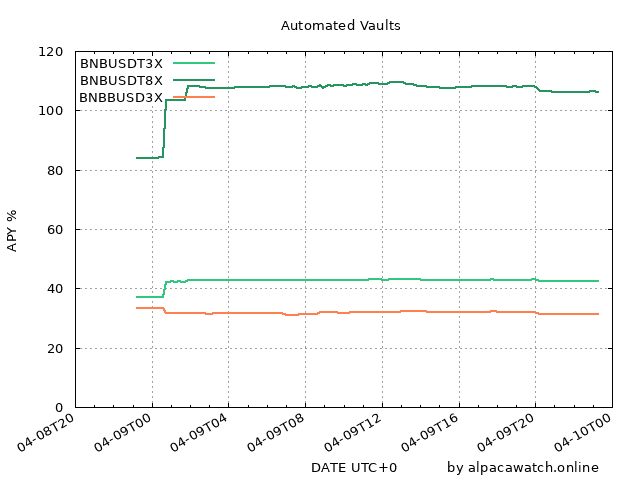 Automated Vaults
120
100
80
60
40
20
0
APY %
BNBUSDT3X
BNBUSDT8X
BNBBUSD3X
04-08T20
04-09T00
04-09T04
04-09T08
04-09T12
04-09T16
04-09T20
04-10T00
DATE UTC+0
by alpacawatch.online